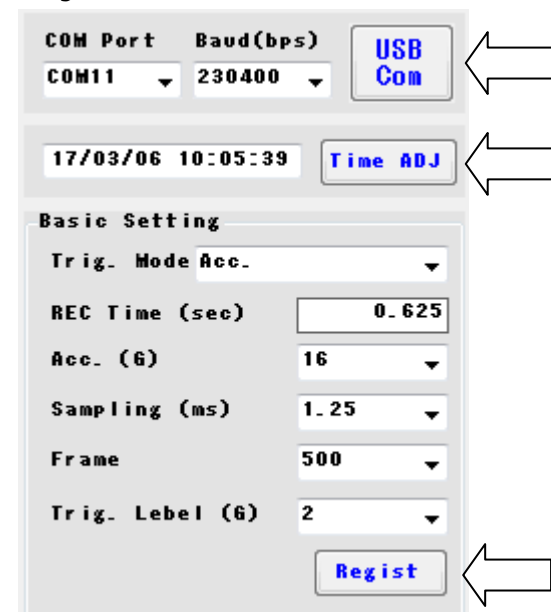 COM Port Baud(bps)
USB
Com
COM11 230400
17/03/06 10:05:39 Time ADJ
Basic Setting
Trig. Mode Acc.
REC Time (sec) 0.625
Acc. (G) 16
Sampling (ms) 1.25
Frame 500
Trig. Lebel (G) 2
Regist